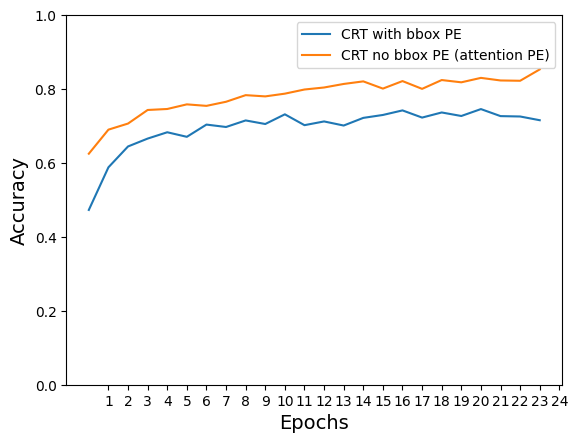 CRT with bbox PE
CRT no bbox PE (attention PE)
1.0
0.8
0.6
0.4
0.2
0.0
Accuracy
1 2 3 4 5 6 7 8 9 10 11 12 13 14 15 16 17 18 19 20 21 22 23 24
Epochs